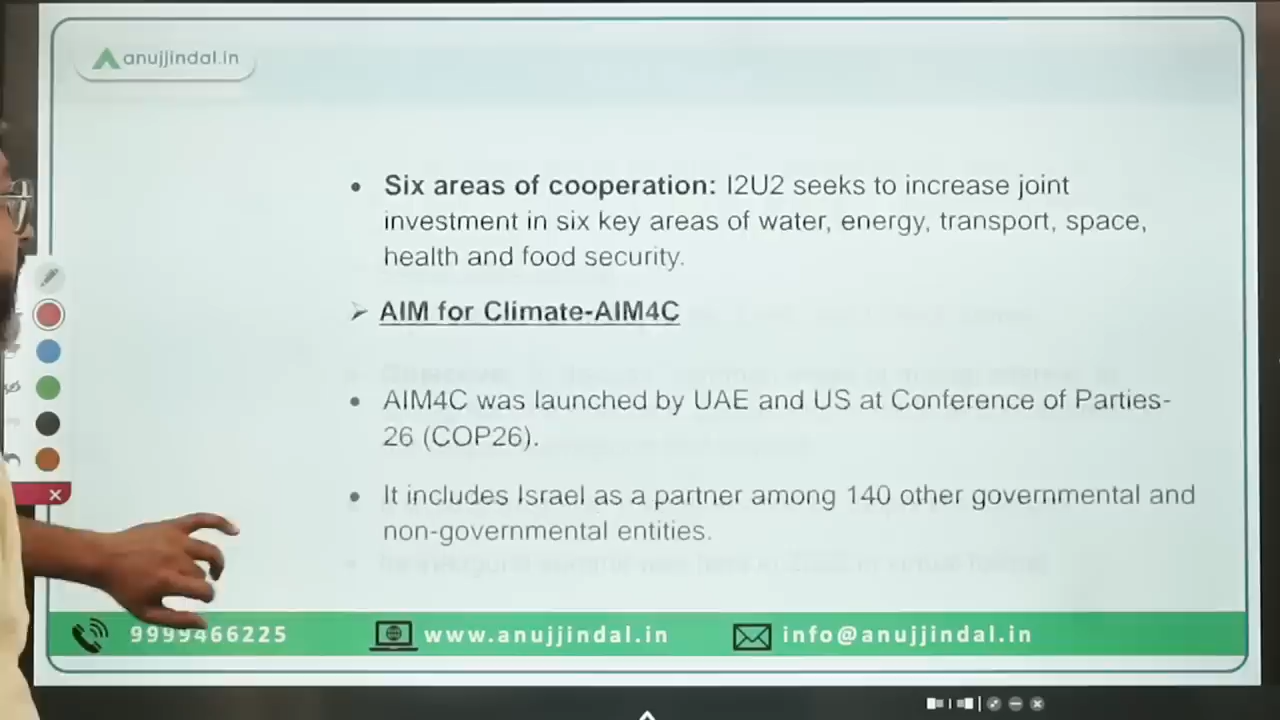 anujjindal.in
• Six areas of cooperation: I2U2 seeks to increase joint
investment in six key areas of water, energy, transport, space,
health and food security.
➢ AIM for Climate-AIM4C
• AIM4C was launched by UAE and US at Conference of Parties-
26 (COP26).
• It includes Israel as a partner among 140 other governmental and
non-governmental entities.
9999466225 www.anujjindal.in info@anujjindal.in